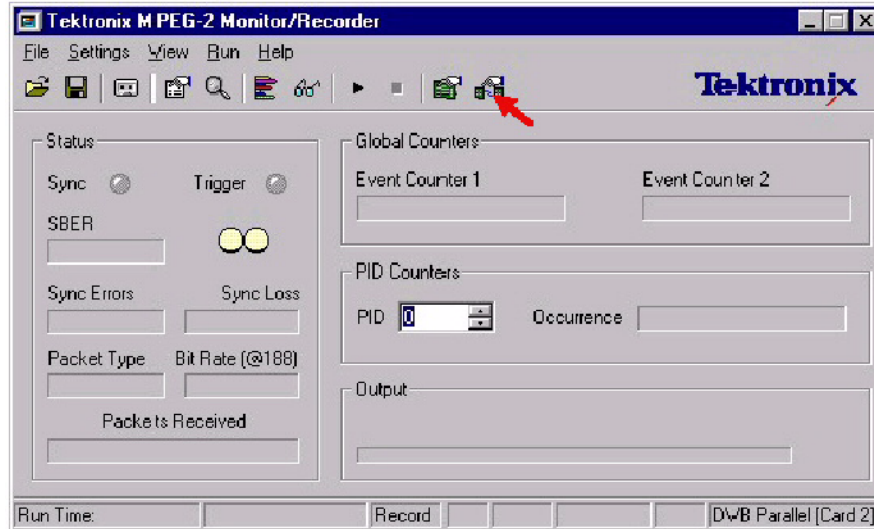 Tektronix MPEG-2 Monitor/Recorder
File Settings View Run Help
Tektronix
Status
Sync Trigger
SBER
Sync Errors Sync Loss
Packet Type Bit Rate (@188)
Packets Received
Global Counters
Event Counter 1 Event Counter 2
PID Counters
PID 0 Occurrence
Output
Run Time: Record DWB Parallel [Card 2]